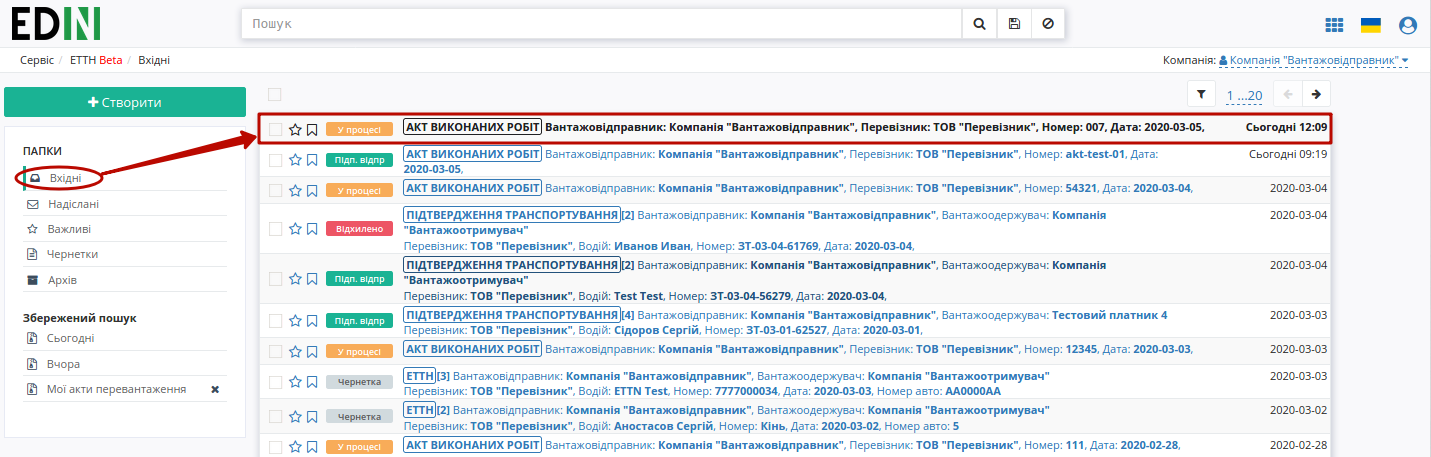 EDIN
Пошук
Сервіс / ЕТТН Beta / Вхідні
Компанія: Компанія "Вантажовідправник"
Створити
1 ...20
ПАПКИ
Вхідні
Надіслані
Важливі
Чернетки
Архів
Збережений пошук
Сьогодні
Вчора
Мої акти перевантаження
У процесі АКТ ВИКОНАНИХ РОБІТ Вантажовідправник: Компанія "Вантажовідправник", Перевізник: ТОВ "Перевізник", Номер: 007, Дата: 2020-03-05, Сьогодні 12:09
Підп. відпр АКТ ВИКОНАНИХ РОБІТ Вантажовідправник: Компанія "Вантажовідправник", Перевізник: ТОВ "Перевізник", Номер: akt-test-01, Дата: Сьогодні 09:19
2020-03-05,
У процесі АКТ ВИКОНАНИХ РОБІТ Вантажовідправник: Компанія "Вантажовідправник", Перевізник: ТОВ "Перевізник", Номер: 54321, Дата: 2020-03-04, 2020-03-04
Відхилено ПІДТВЕРДЖЕННЯ ТРАНСПОРТУВАННЯ[2] Вантажовідправник: Компанія "Вантажовідправник", Вантажоодержувач: Компанія 2020-03-04
"Вантажоотримувач"
Перевізник: ТОВ "Перевізник", Водій: Иванов Иван, Номер: ЗТ-03-04-61769, Дата: 2020-03-04,
Підп. відпр ПІДТВЕРДЖЕННЯ ТРАНСПОРТУВАННЯ[2] Вантажовідправник: Компанія "Вантажовідправник", Вантажоодержувач: Компанія 2020-03-04
"Вантажоотримувач"
Перевізник: ТОВ "Перевізник", Водій: Test Test, Номер: ЗТ-03-04-56279, Дата: 2020-03-04,
Підп. відпр ПІДТВЕРДЖЕННЯ ТРАНСПОРТУВАННЯ[4] Вантажовідправник: Компанія "Вантажовідправник", Вантажоодержувач: Тестовий платник 4 2020-03-03
Перевізник: ТОВ "Перевізник", Водій: Сідоров Сергій, Номер: ЗТ-03-01-62527, Дата: 2020-03-01,
У процесі АКТ ВИКОНАНИХ РОБІТ Вантажовідправник: Компанія "Вантажовідправник", Перевізник: ТОВ "Перевізник", Номер: 12345, Дата: 2020-03-03, 2020-03-03
Чернетка ЕТТН[3] Вантажовідправник: Компанія "Вантажовідправник", Вантажоодержувач: Компанія "Вантажоотримувач" 2020-03-03
Перевізник: ТОВ "Перевізник", Водій: ETTN Test, Номер: 7777000034, Дата: 2020-03-03, Номер авто: АА0000АА
Чернетка ЕТТН[2] Вантажовідправник: Компанія "Вантажовідправник", Вантажоодержувач: Компанія "Вантажоотримувач" 2020-03-02
Перевізник: ТОВ "Перевізник", Водій: Аностасов Сергій, Номер: Кінь, Дата: 2020-03-02, Номер авто: 5
У процесі АКТ ВИКОНАНИХ РОБІТ Вантажовідправник: Компанія "Вантажовідправник", Перевізник: ТОВ "Перевізник", Номер: 111, Дата: 2020-02-28, 2020-02-28